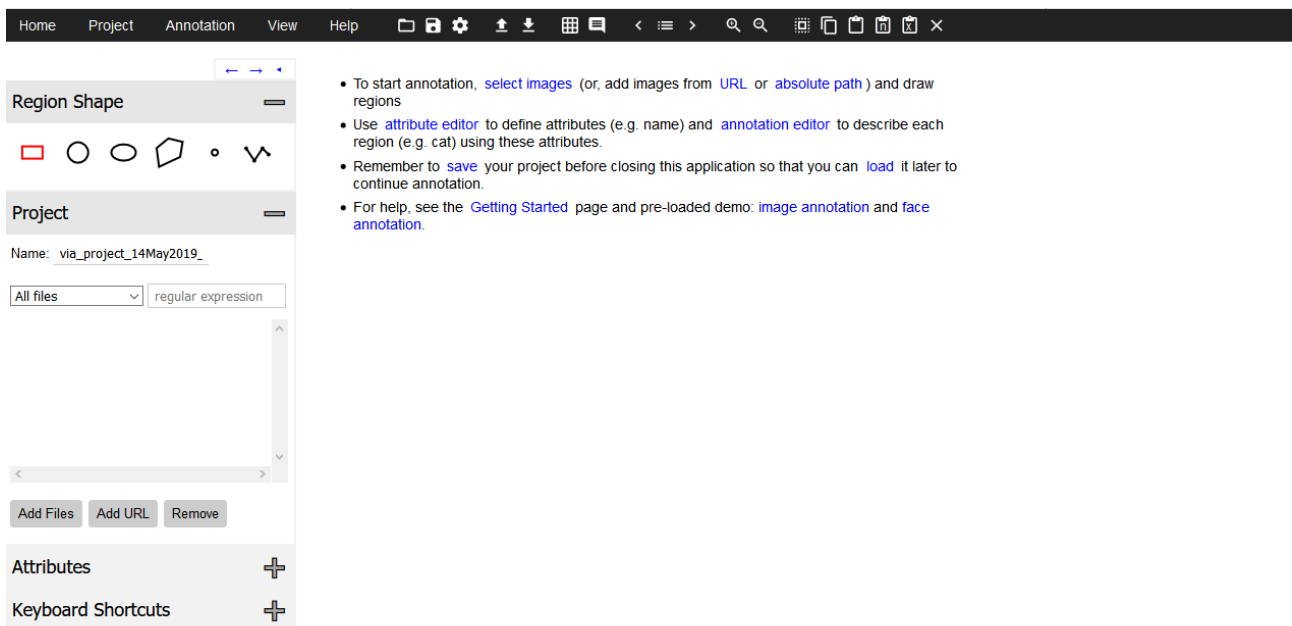 Home Project Annotation View Help
Region Shape
Project
Name: via_project_14May2019_
All files regular expression
Add Files Add URL Remove
Attributes
Keyboard Shortcuts
• To start annotation, select images (or, add images from URL or absolute path ) and draw
regions
• Use attribute editor to define attributes (e.g. name) and annotation editor to describe each
region (e.g. cat) using these attributes.
• Remember to save your project before closing this application so that you can load it later to
continue annotation.
• For help, see the Getting Started page and pre-loaded demo: image annotation and face
annotation.